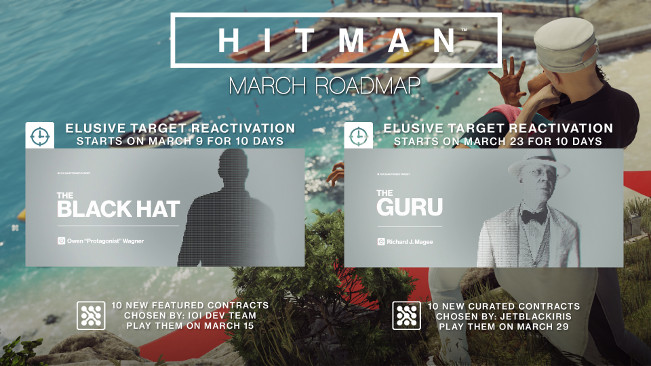 HITMAN™
MARCH ROADMAP
ELUSIVE TARGET REACTIVATION
STARTS ON MARCH 9 FOR 10 DAYS
THE
BLACK HAT
Owen "Protagonist" Wagner
10 NEW FEATURED CONTRACTS
CHOSEN BY: IOI DEV TEAM
PLAY THEM ON MARCH 15
ELUSIVE TARGET REACTIVATION
STARTS ON MARCH 23 FOR 10 DAYS
THE
GURU
Richard J. Magee
10 NEW CURATED CONTRACTS
CHOSEN BY: JETBLACKIRIS
PLAY THEM ON MARCH 29